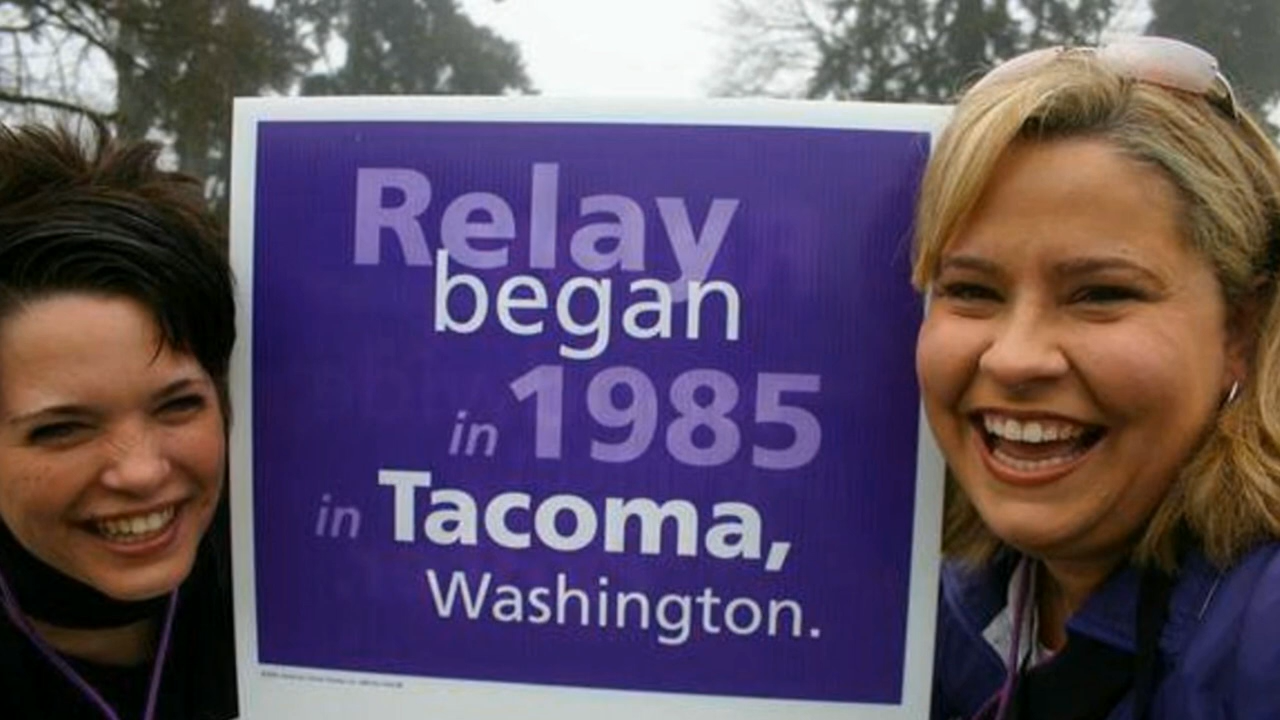 Relay
began
in 1985
in Tacoma,
Washington.